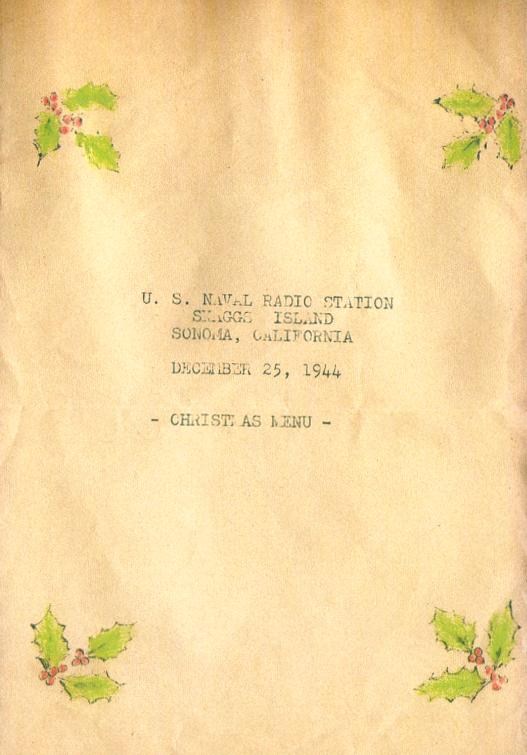 U. S. NAVAL RADIO STATION
SKAGGS ISLAND
SONOMA, CALIFORNIA
DECEMBER 25, 1944
- CHRISTMAS MENU -